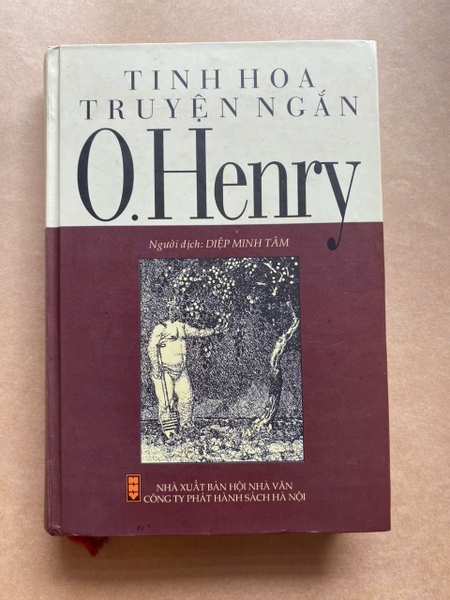 TINH HOA
TRUYỆN NGẮN
O.Henry
Người dịch: DIỆP MINH TÂM
HNV
NHÀ XUẤT BẢN HỘI NHÀ VĂN
CÔNG TY PHÁT HÀNH SÁCH HÀ NỘI